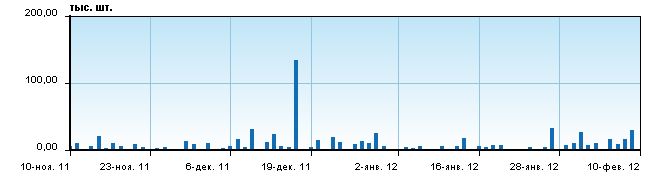 тыс. шт.
200,00
100,00
0,00
10-ноя. 11 23-ноя. 11 6-дек. 11 19-дек. 11 2-янв. 12 16-янв. 12 28-янв. 12 10-фев. 12